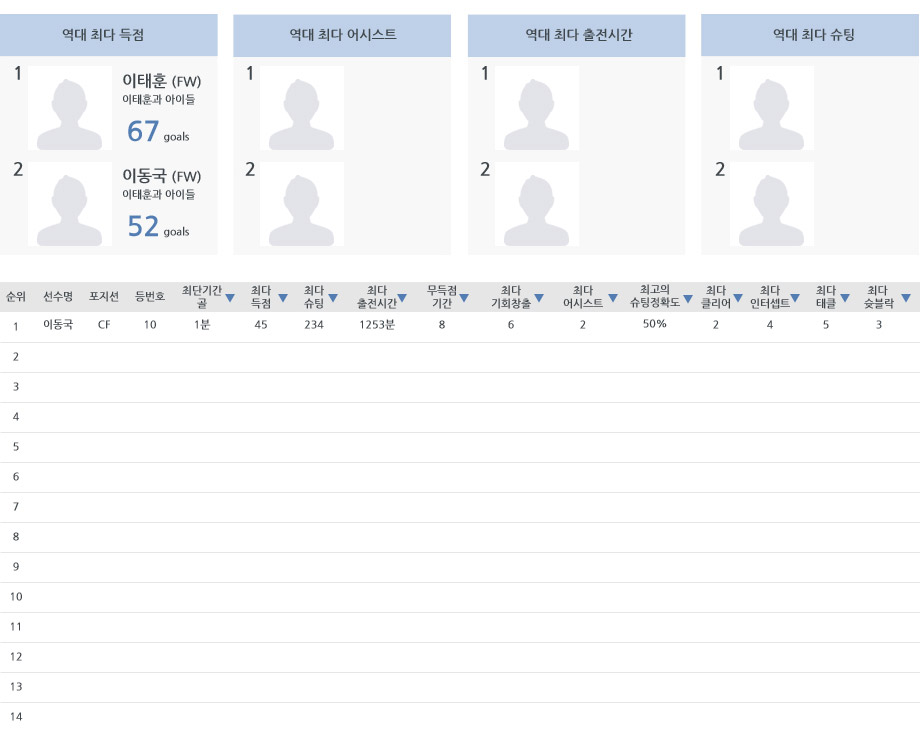 역대 최다 득점
역대 최다 어시스트
역대 최다 출전시간
역대 최다 슈팅
1
이태훈 (FW)
이태훈과 아이들
67 goals
2
이동국 (FW)
이태훈과 아이들
52 goals
1
2
1
2
1
2
순위 선수명 포지션 등번호 최단기간 골 최다 득점 최다 슈팅 최다 출전시간 무득점 기간 최다 기회창출 최다 어시스트 최고의 슈팅정확도 최다 클리어 최다 인터셉트 최다 테클 최다 슛블락
1 이동국 CF 10 1분 45 234 1253분 8 6 2 50% 2 4 5 3
2
3
4
5
6
7
8
9
10
11
12
13
14